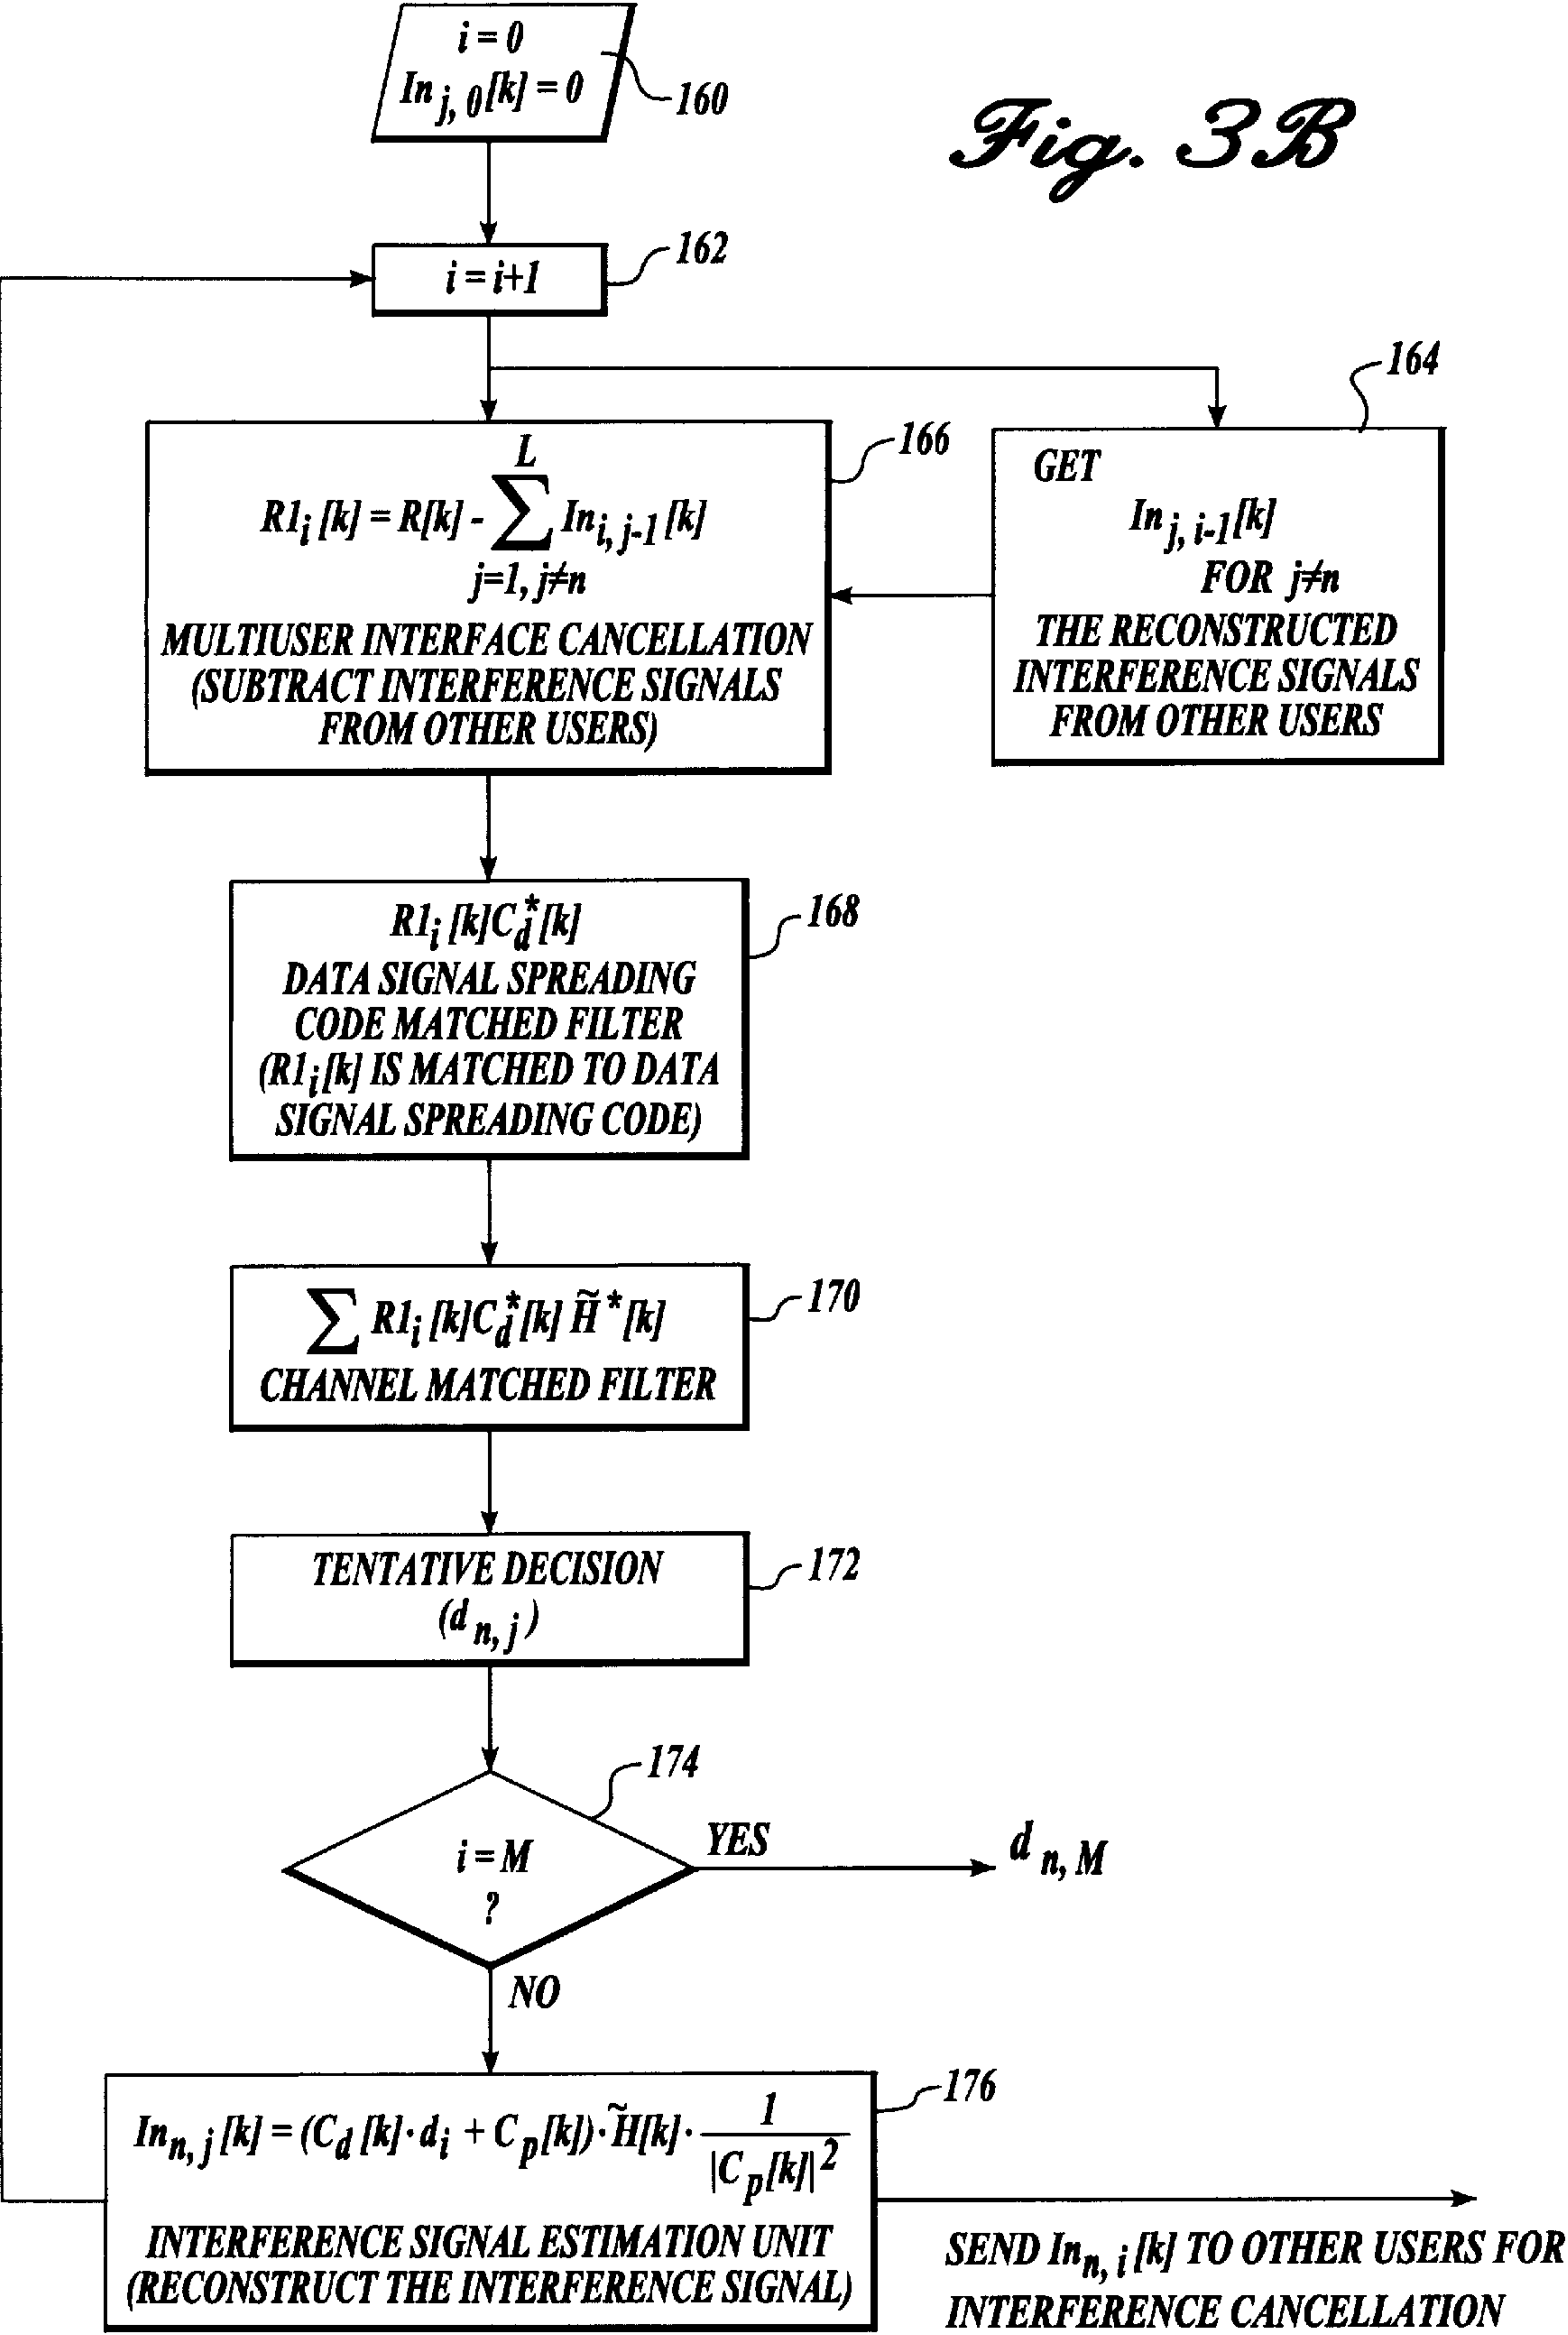 i = 0
In j, 0 [k] = 0
160
Fig. 3B
162
i = i+1
164
166
L
R1i [k] = R[k] - ∑ In i, j-1 [k]
j=1, j≠n
MULTIUSER INTERFACE CANCELLATION
(SUBTRACT INTERFERENCE SIGNALS
FROM OTHER USERS)
GET
In j, i-1 [k]
FOR j≠n
THE RECONSTRUCTED
INTERFERENCE SIGNALS
FROM OTHER USERS
168
R1i [k]Cd*[k]
DATA SIGNAL SPREADING
CODE MATCHED FILTER
(R1i[k] IS MATCHED TO DATA
SIGNAL SPREADING CODE)
170
∑ R1i [k]Cd*[k] H̃*[k]
CHANNEL MATCHED FILTER
172
TENTATIVE DECISION
(d n, j)
174
i = M
?
YES
d n, M
NO
176
In n, j [k] = (Cd [k]·di + Cp[k])·H̃[k]· 1 / |Cp[k]|²
INTERFERENCE SIGNAL ESTIMATION UNIT
(RECONSTRUCT THE INTERFERENCE SIGNAL)
SEND In n, i [k] TO OTHER USERS FOR
INTERFERENCE CANCELLATION